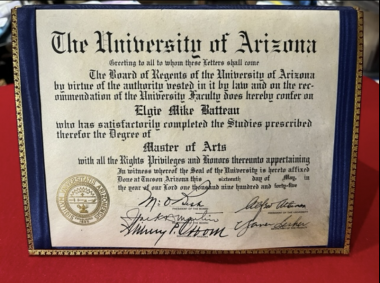 The University of Arizona
Greeting to all to whom these Letters shall come
The Board of Regents of the University of Arizona
by virtue of the authority vested in it by law and on the rec-
ommendation of the University Faculty does hereby confer on
Elgie Mike Batteau
who has satisfactorily completed the Studies prescribed
therefor the Degree of
Master of Arts
with all the Rights Privileges and Honors thereunto appertaining
In witness whereof the Seal of the University is hereto affixed
Done at Tucson Arizona this day of May, in
the year of our Lord one thousand nine hundred and forty-five